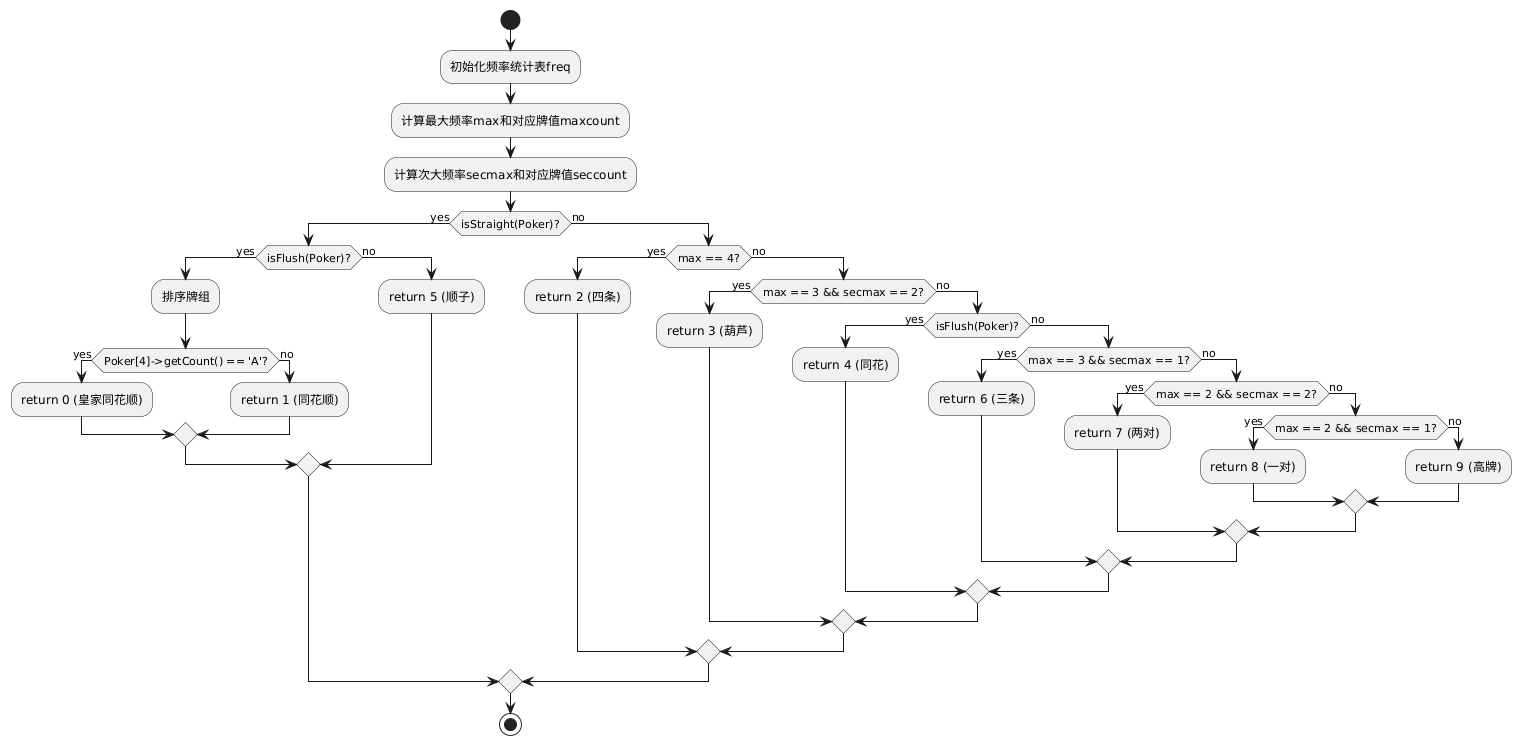 初始化频率统计表freq
计算最大频率max和对应牌值maxcount
计算次大频率secmax和对应牌值seccount
yes
isStraight(Poker)?
no
yes
isFlush(Poker)?
no
yes
max == 4?
no
排序牌组
return 5 (顺子)
return 2 (四条)
yes
max == 3 && secmax == 2?
no
return 3 (葫芦)
yes
isFlush(Poker)?
no
yes
Poker[4]->getCount() == 'A'?
no
return 4 (同花)
yes
max == 3 && secmax == 1?
no
return 0 (皇家同花顺)
return 1 (同花顺)
return 6 (三条)
yes
max == 2 && secmax == 2?
no
return 7 (两对)
yes
max == 2 && secmax == 1?
no
return 8 (一对)
return 9 (高牌)